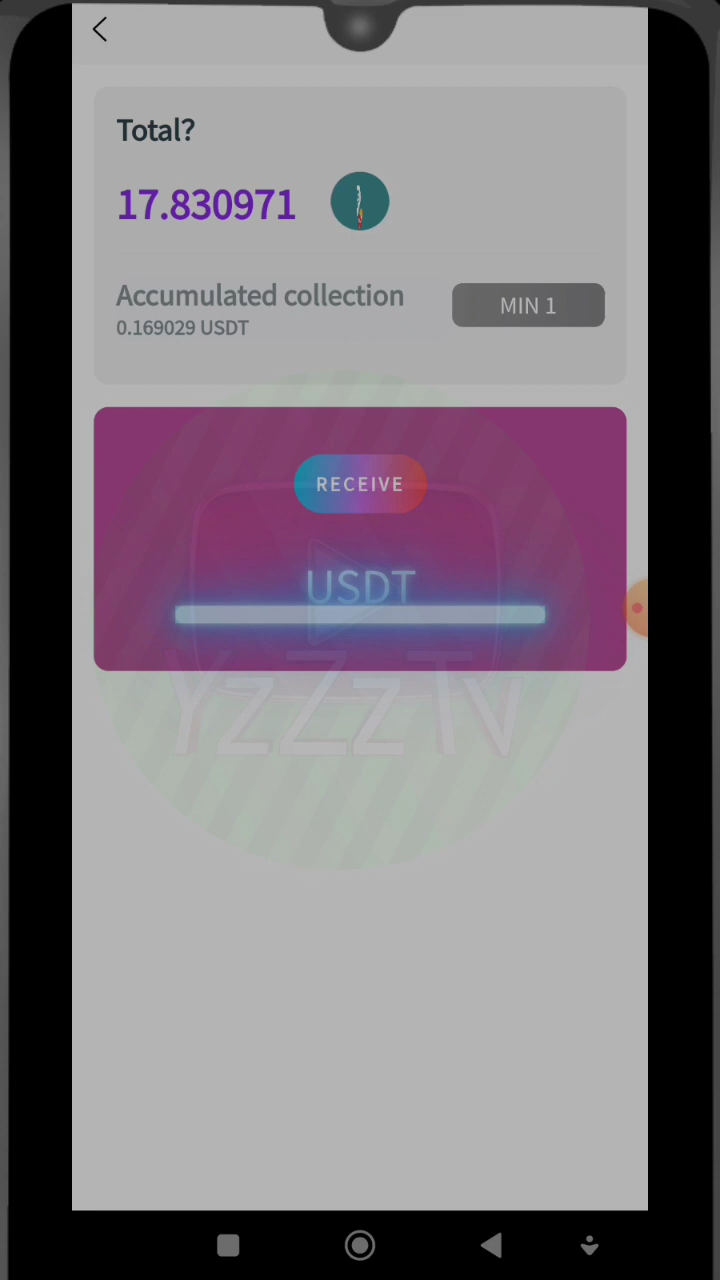 Total?
17.830971
Accumulated collection
0.169029 USDT
MIN 1
RECEIVE
USDT
YzZzTv